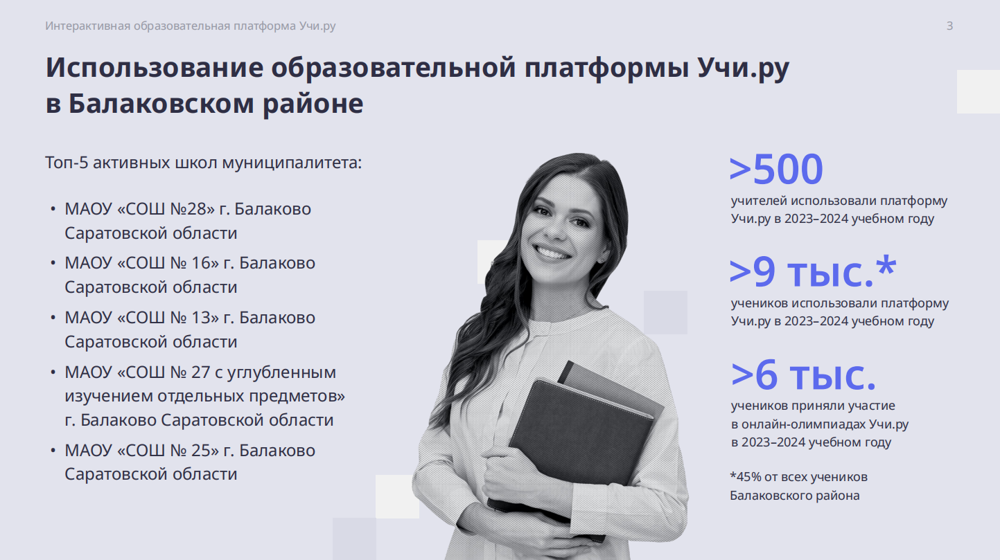 Интерактивная образовательная платформа Учи.ру
3
Использование образовательной платформы Учи.ру
в Балаковском районе
Топ-5 активных школ муниципалитета:
• МАОУ «СОШ №28» г. Балаково
Саратовской области
• МАОУ «СОШ № 16» г. Балаково
Саратовской области
• МАОУ «СОШ № 13» г. Балаково
Саратовской области
• МАОУ «СОШ № 27 с углубленным
изучением отдельных предметов»
г. Балаково Саратовской области
• МАОУ «СОШ № 25» г. Балаково
Саратовской области
>500
учителей использовали платформу
Учи.ру в 2023–2024 учебном году
>9 тыс.*
учеников использовали платформу
Учи.ру в 2023–2024 учебном году
>6 тыс.
учеников приняли участие
в онлайн-олимпиадах Учи.ру
в 2023–2024 учебном году
*45% от всех учеников
Балаковского района